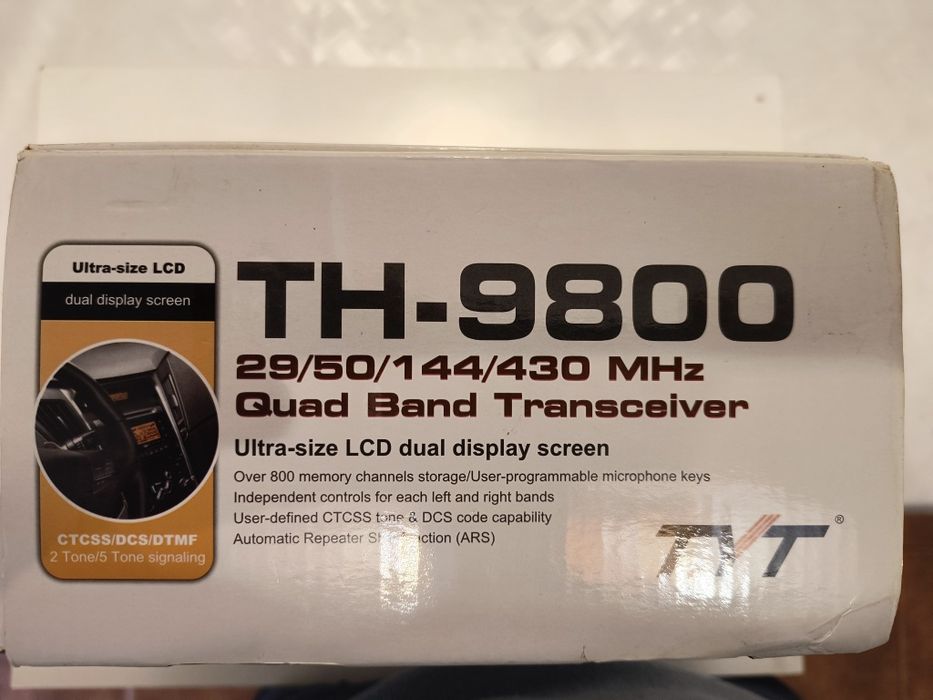 Ultra-size LCD
dual display screen
CTCSS/DCS/DTMF
2 Tone/5 Tone signaling
TH-9800
29/50/144/430 MHz
Quad Band Transceiver
Ultra-size LCD dual display screen
Over 800 memory channels storage/User-programmable microphone keys
Independent controls for each left and right bands
User-defined CTCSS tone & DCS code capability
Automatic Repeater (ARS)
TYT®